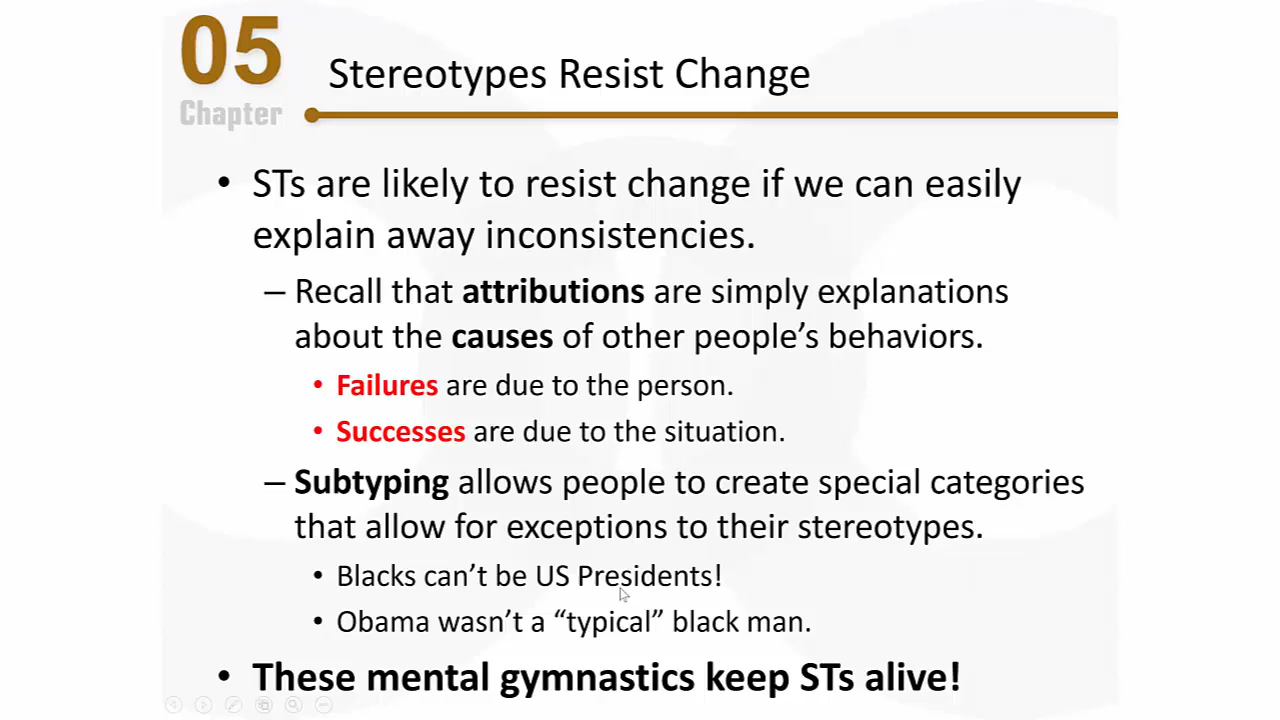 05
Chapter
Stereotypes Resist Change
• STs are likely to resist change if we can easily
explain away inconsistencies.
– Recall that attributions are simply explanations
about the causes of other people’s behaviors.
• Failures are due to the person.
• Successes are due to the situation.
– Subtyping allows people to create special categories
that allow for exceptions to their stereotypes.
• Blacks can’t be US Presidents!
• Obama wasn’t a “typical” black man.
• These mental gymnastics keep STs alive!